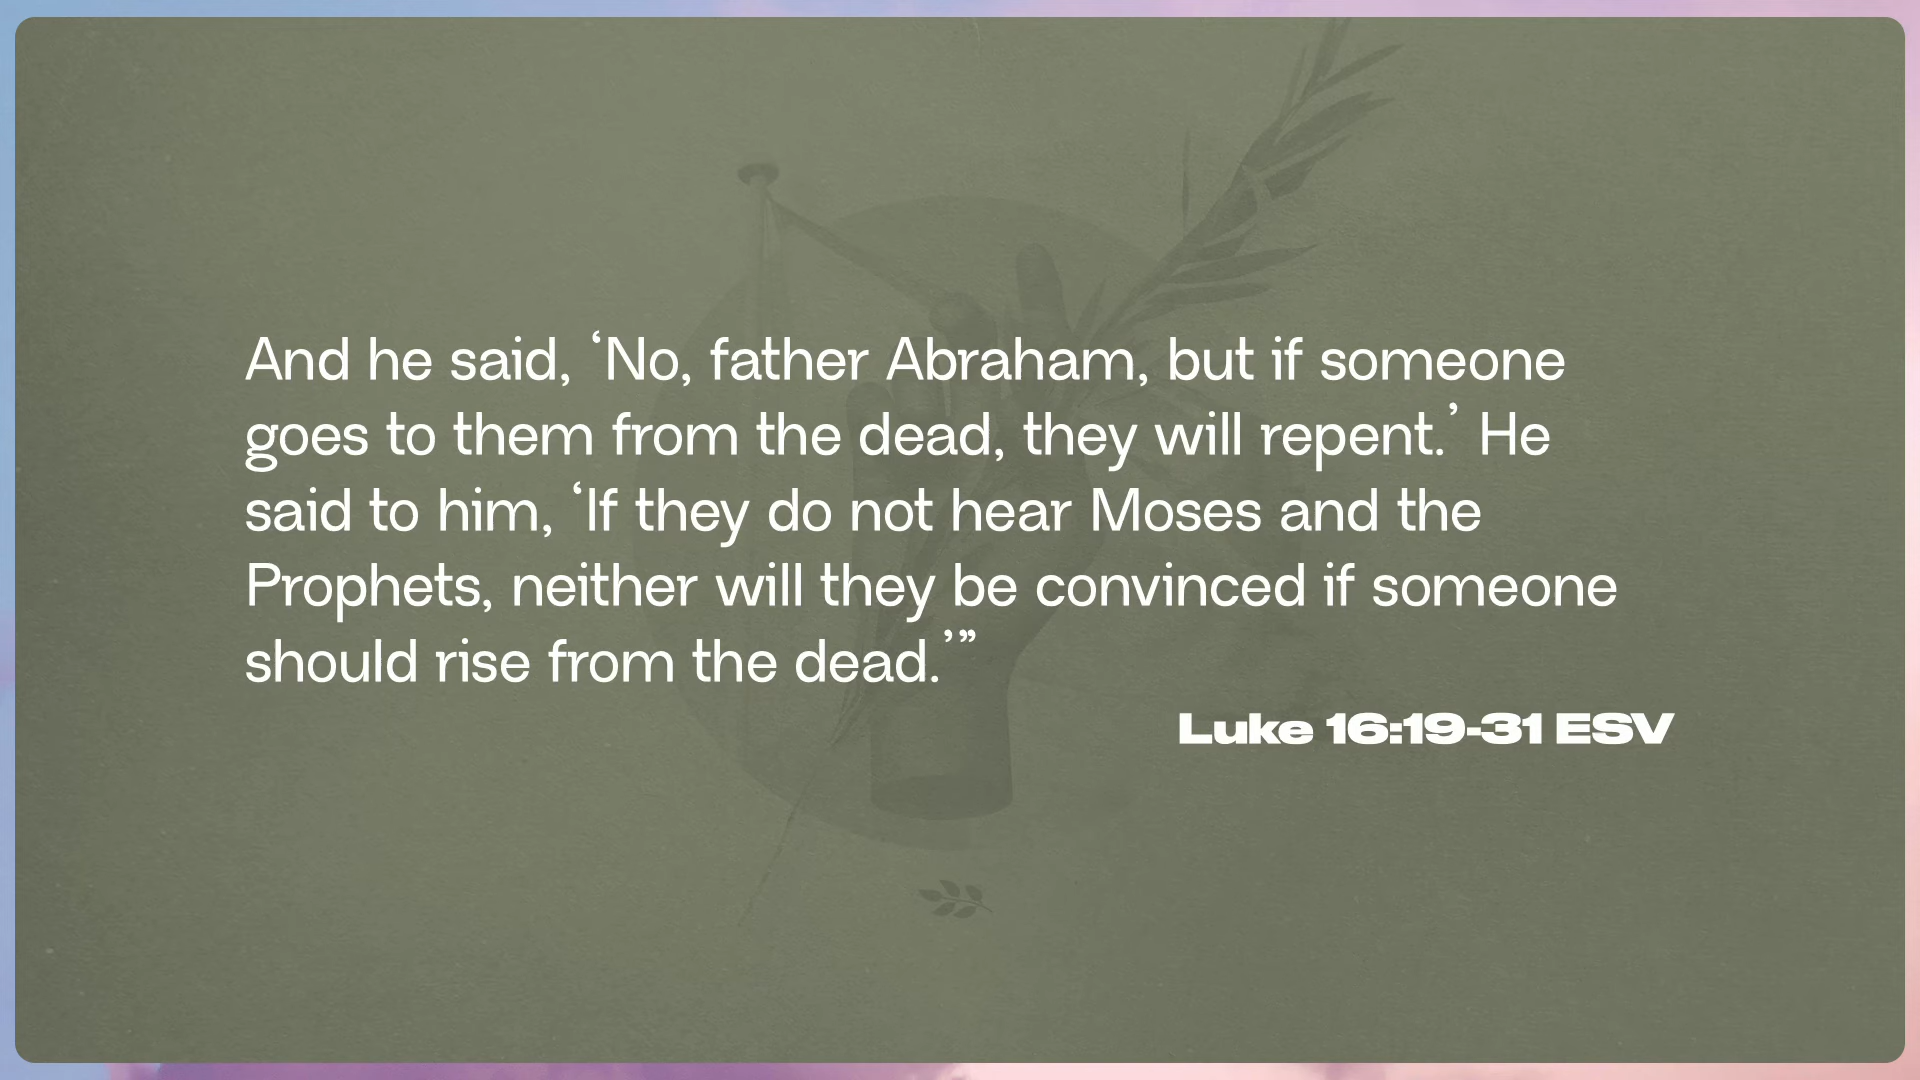 And he said, ‘No, father Abraham, but if someone
goes to them from the dead, they will repent.’ He
said to him, ‘If they do not hear Moses and the
Prophets, neither will they be convinced if someone
should rise from the dead.’”
Luke 16:19-31 ESV